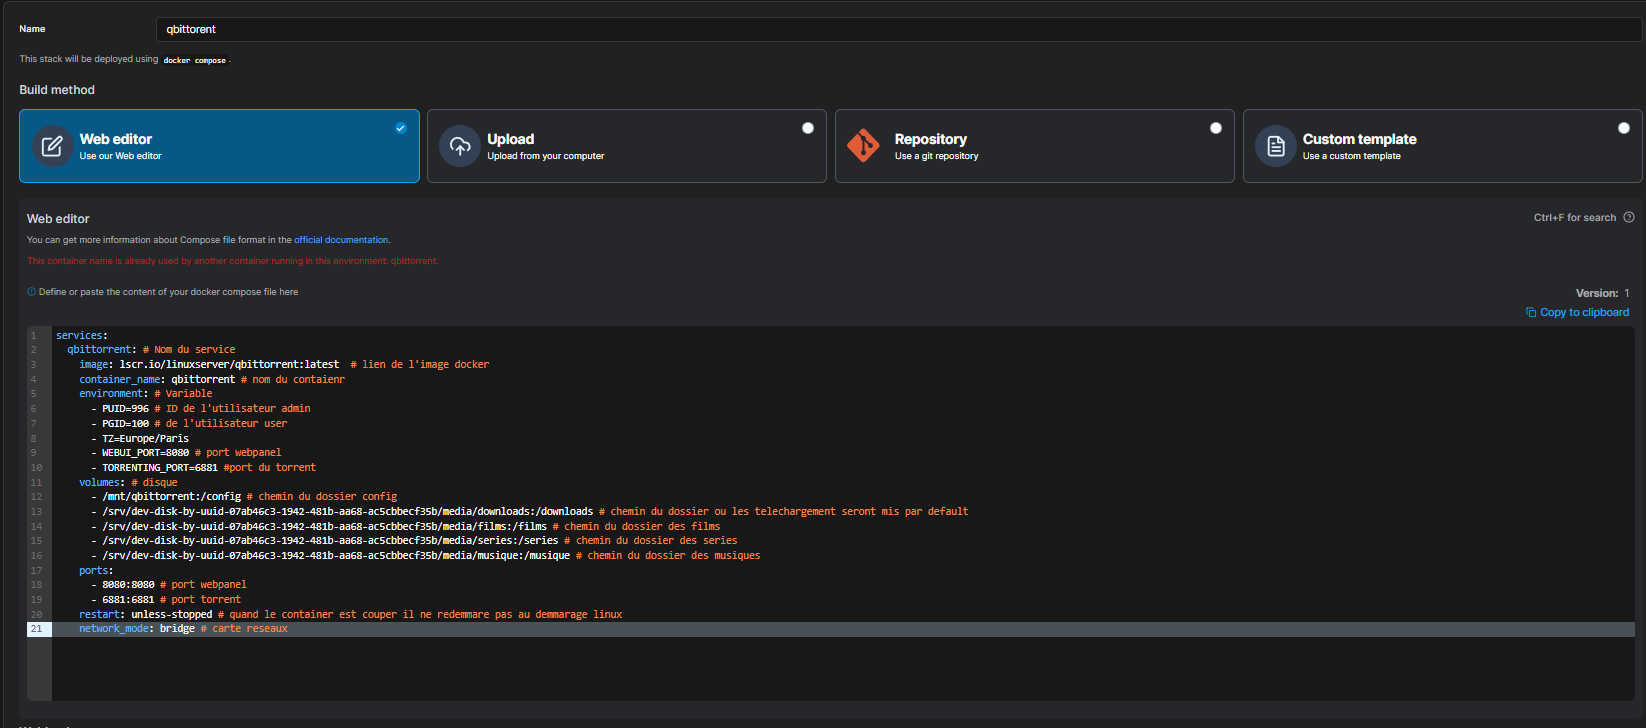 Name
qbittorent
This stack will be deployed using docker compose.
Build method
Web editor
Use our Web editor
Upload
Upload from your computer
Repository
Use a git repository
Custom template
Use a custom template
Web editor
Ctrl+F for search
You can get more information about Compose file format in the official documentation.
This container name is already used by another container running in this environment: qbittorrent.
Define or paste the content of your docker compose file here
Version: 1
Copy to clipboard
1 services:
2 qbittorrent: # Nom du service
3 image: lscr.io/linuxserver/qbittorrent:latest # lien de l'image docker
4 container_name: qbittorrent # nom du contaienr
5 environment: # Variable
6 - PUID=996 # ID de l'utilisateur admin
7 - PGID=100 # de l'utilisateur user
8 - TZ=Europe/Paris
9 - WEBUI_PORT=8080 # port webpanel
10 - TORRENTING_PORT=6881 #port du torrent
11 volumes: # disque
12 - /mnt/qbittorrent:/config # chemin du dossier config
13 - /srv/dev-disk-by-uuid-07ab46c3-1942-481b-aa68-ac5cbbecf35b/media/downloads:/downloads # chemin du dossier ou les telechargement seront mis par default
14 - /srv/dev-disk-by-uuid-07ab46c3-1942-481b-aa68-ac5cbbecf35b/media/films:/films # chemin du dossier des films
15 - /srv/dev-disk-by-uuid-07ab46c3-1942-481b-aa68-ac5cbbecf35b/media/series:/series # chemin du dossier des series
16 - /srv/dev-disk-by-uuid-07ab46c3-1942-481b-aa68-ac5cbbecf35b/media/musique:/musique # chemin du dossier des musiques
17 ports:
18 - 8080:8080 # port webpanel
19 - 6881:6881 # port torrent
20 restart: unless-stopped # quand le container est couper il ne redemmare pas au demmarage linux
21 network_mode: bridge # carte reseaux